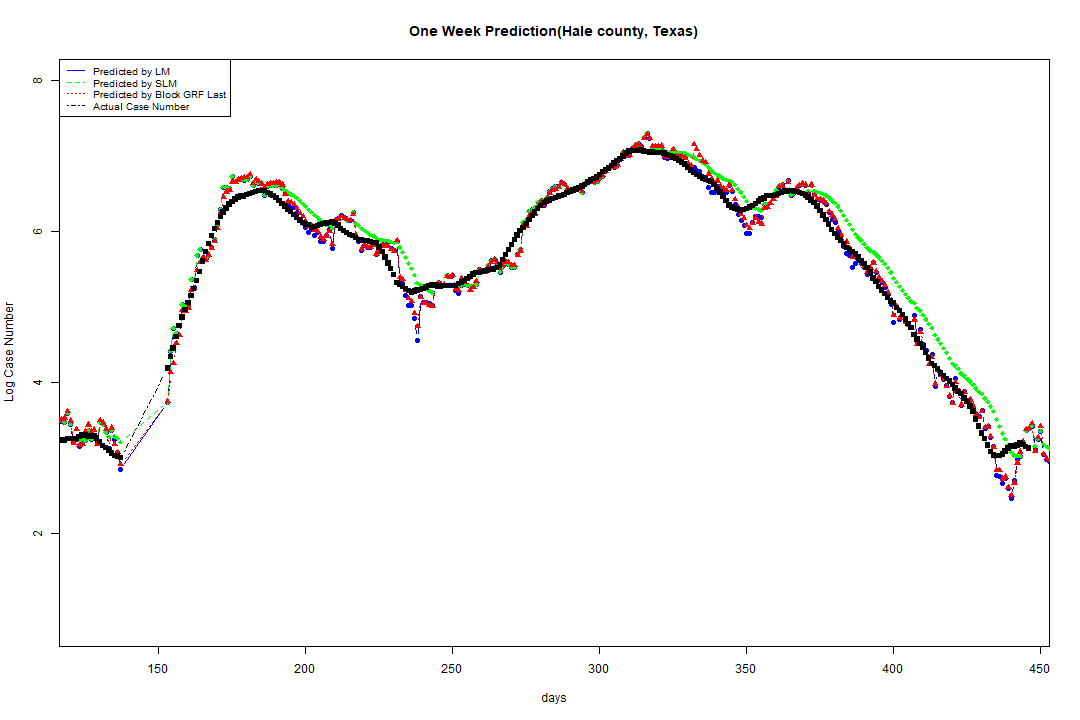 One Week Prediction(Hale county, Texas)
Predicted by LM
Predicted by SLM
Predicted by Block GRF Last
Actual Case Number
8
6
4
2
Log Case Number
150 200 250 300 350 400 450
days